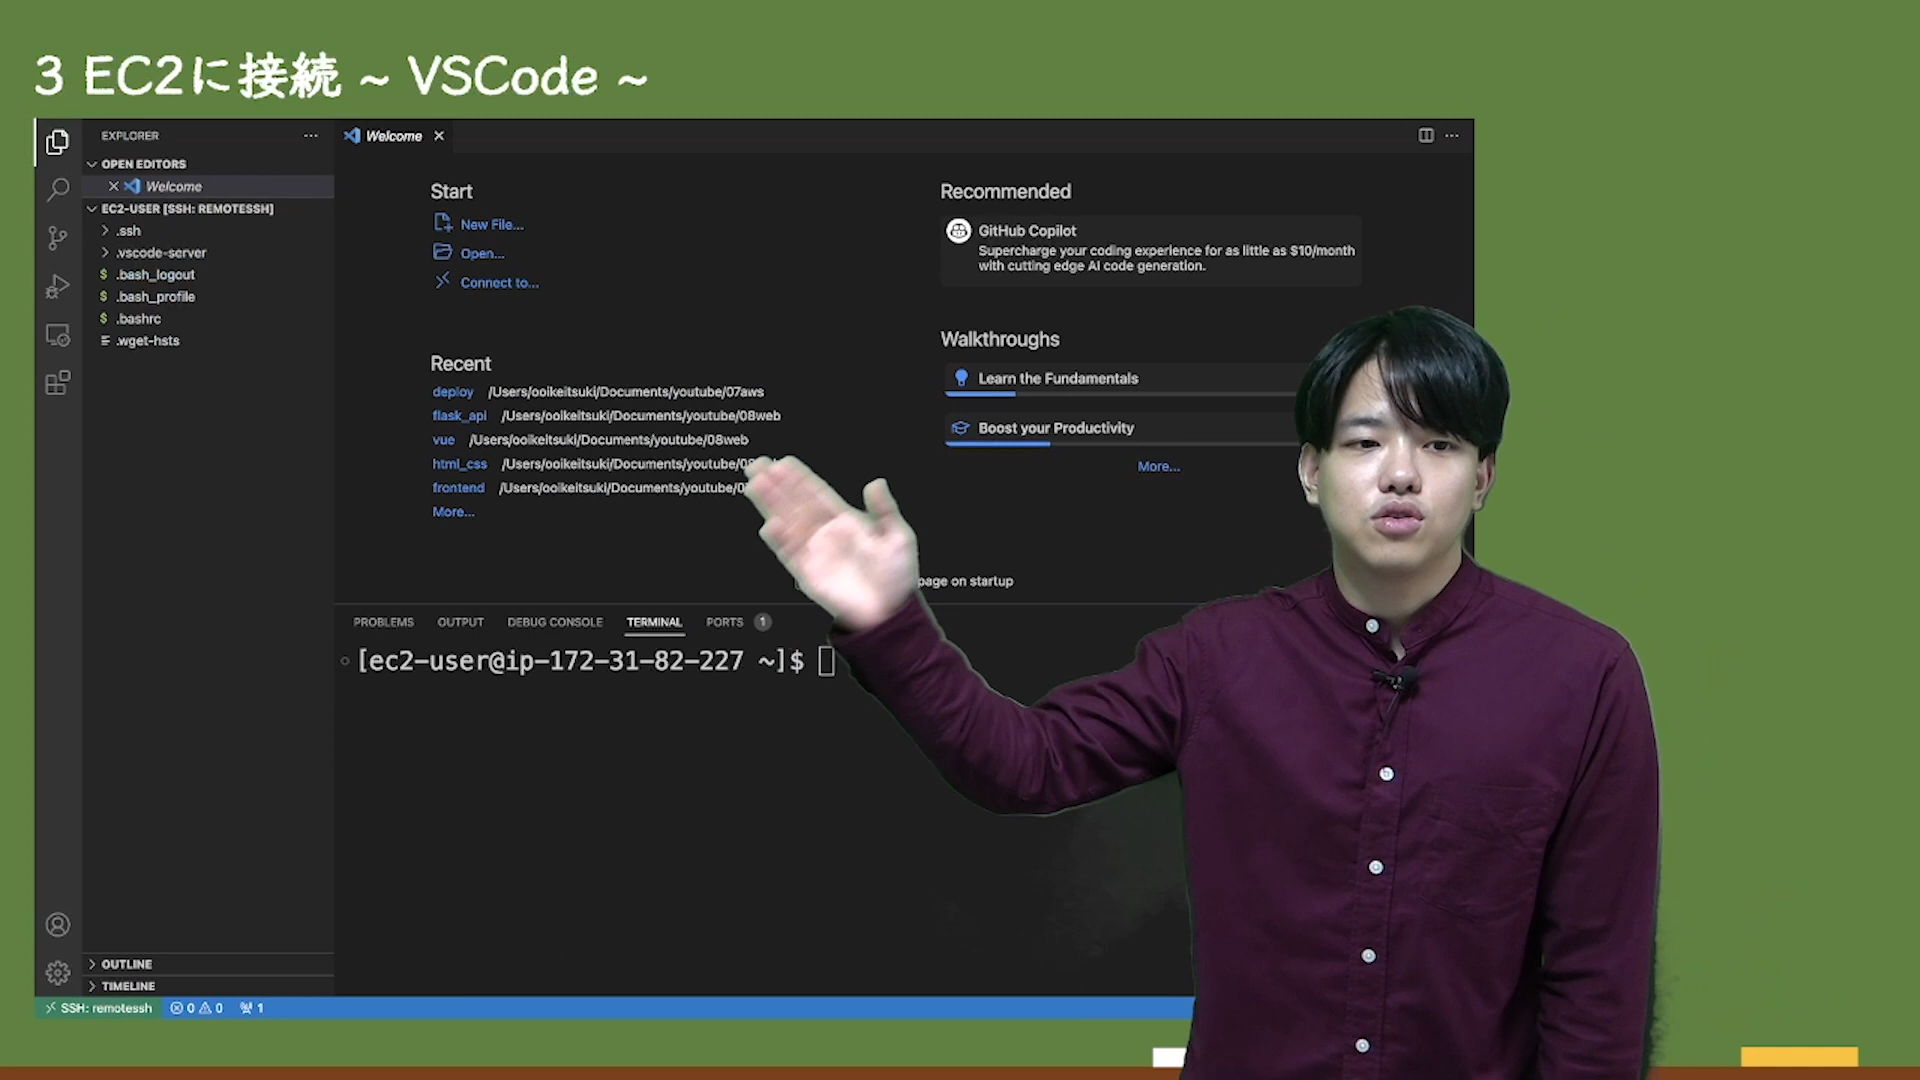 3 EC2に接続 ~ VSCode ~
EXPLORER
OPEN EDITORS
Welcome
EC2-USER [SSH: REMOTESSH]
.ssh
.vscode-server
.bash_logout
.bash_profile
.bashrc
.wget-hsts
OUTLINE
TIMELINE
Welcome
Start
New File...
Open...
Connect to...
Recent
deploy /Users/ooikeitsuki/Documents/youtube/07aws
flask_api /Users/ooikeitsuki/Documents/youtube/08web
vue /Users/ooikeitsuki/Documents/youtube/08web
html_css /Users/ooikeitsuki/Documents/youtube/
frontend /Users/ooikeitsuki/Documents/youtube/
More...
Recommended
GitHub Copilot
Supercharge your coding experience for as little as $10/month
with cutting edge AI code generation.
Walkthroughs
Learn the Fundamentals
Boost your Productivity
More...
page on startup
PROBLEMS OUTPUT DEBUG CONSOLE TERMINAL PORTS 1
[ec2-user@ip-172-31-82-227 ~]$
SSH: remotessh 0 0 1